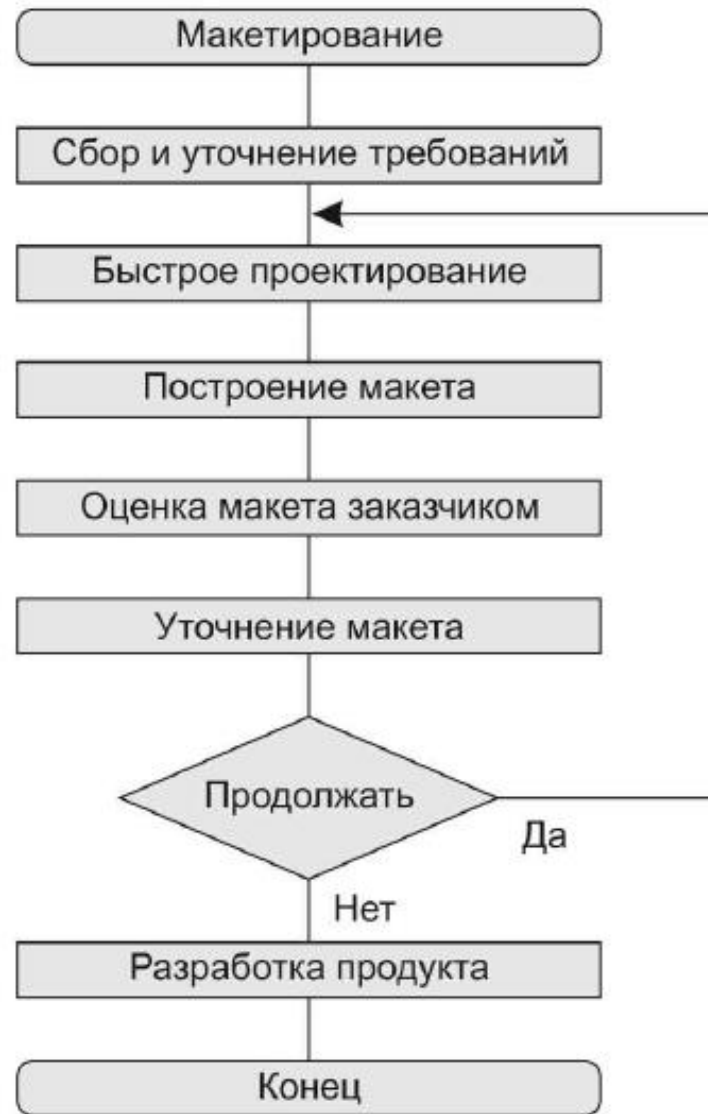 Макетирование
Сбор и уточнение требований
Быстрое проектирование
Построение макета
Оценка макета заказчиком
Уточнение макета
Продолжать
Да
Нет
Разработка продукта
Конец